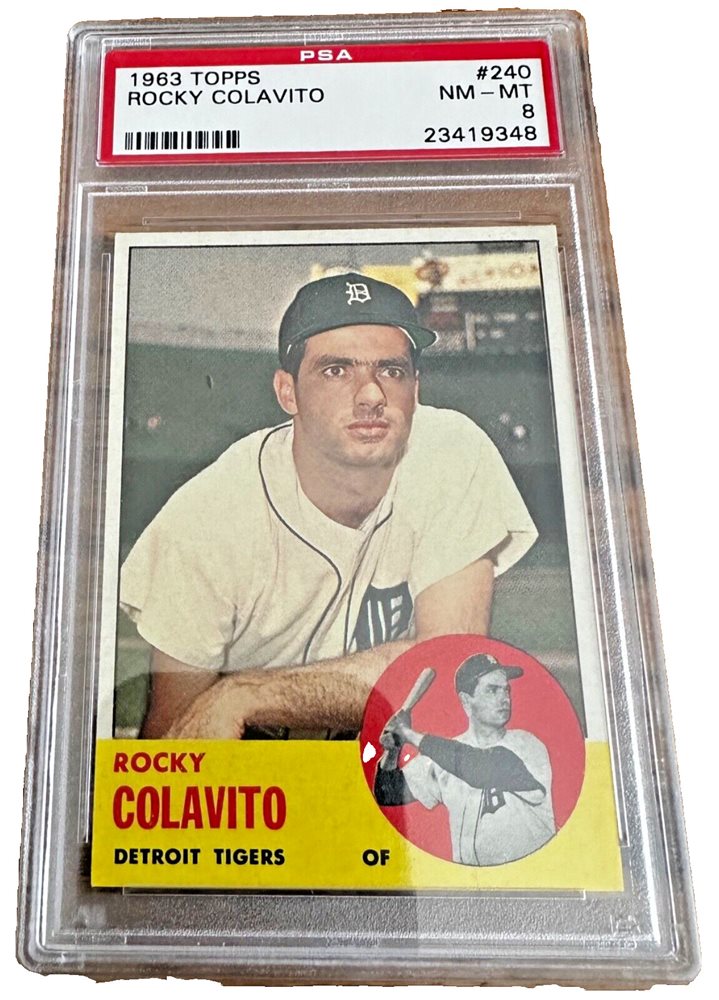 PSA
1963 TOPPS #240
ROCKY COLAVITO NM - MT
8
23419348
D
ROCKY
COLAVITO
DETROIT TIGERS OF